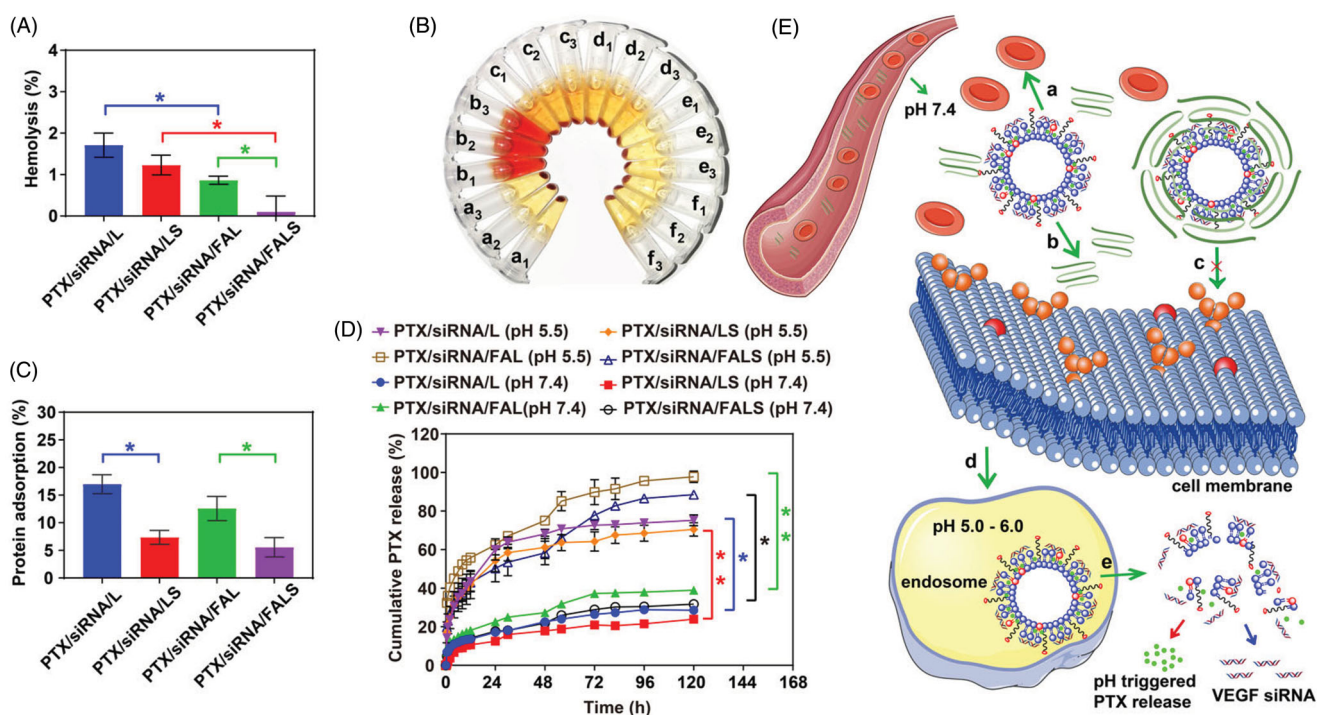 (A)
Hemolysis (%)
4
3
2
1
0
*
*
*
PTX/siRNA/L
PTX/siRNA/LS
PTX/siRNA/FAL
PTX/siRNA/FALS
(B)
a1
a2
a3
b1
b2
b3
c1
c2
c3
d1
d2
d3
e1
e2
e3
f1
f2
f3
(C)
Protein adsorption (%)
30
25
20
15
10
5
0
*
*
PTX/siRNA/L
PTX/siRNA/LS
PTX/siRNA/FAL
PTX/siRNA/FALS
(D)
PTX/siRNA/L (pH 5.5)
PTX/siRNA/LS (pH 5.5)
PTX/siRNA/FAL (pH 5.5)
PTX/siRNA/FALS (pH 5.5)
PTX/siRNA/L (pH 7.4)
PTX/siRNA/LS (pH 7.4)
PTX/siRNA/FAL(pH 7.4)
PTX/siRNA/FALS (pH 7.4)
Cumulative PTX release (%)
120
100
80
60
40
20
0
**
*
*
**
0 24 48 72 96 120 144 168
Time (h)
(E)
pH 7.4
a
b
c
cell membrane
d
pH 5.0 - 6.0
endosome
e
pH triggered
PTX release
VEGF siRNA